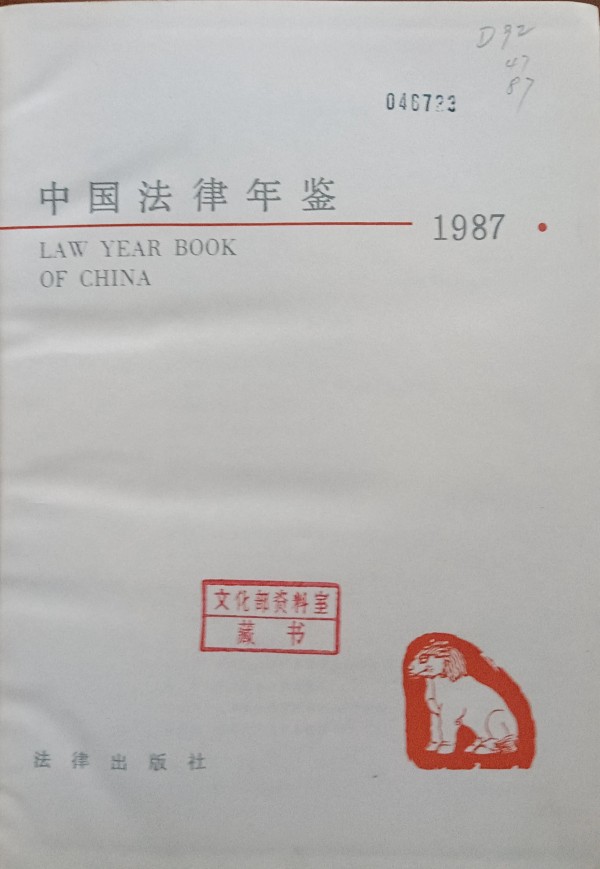 D92
47
87
046723
中国法律年鉴
1987
LAW YEAR BOOK
OF CHINA
文化部资料室
藏书
法律出版社